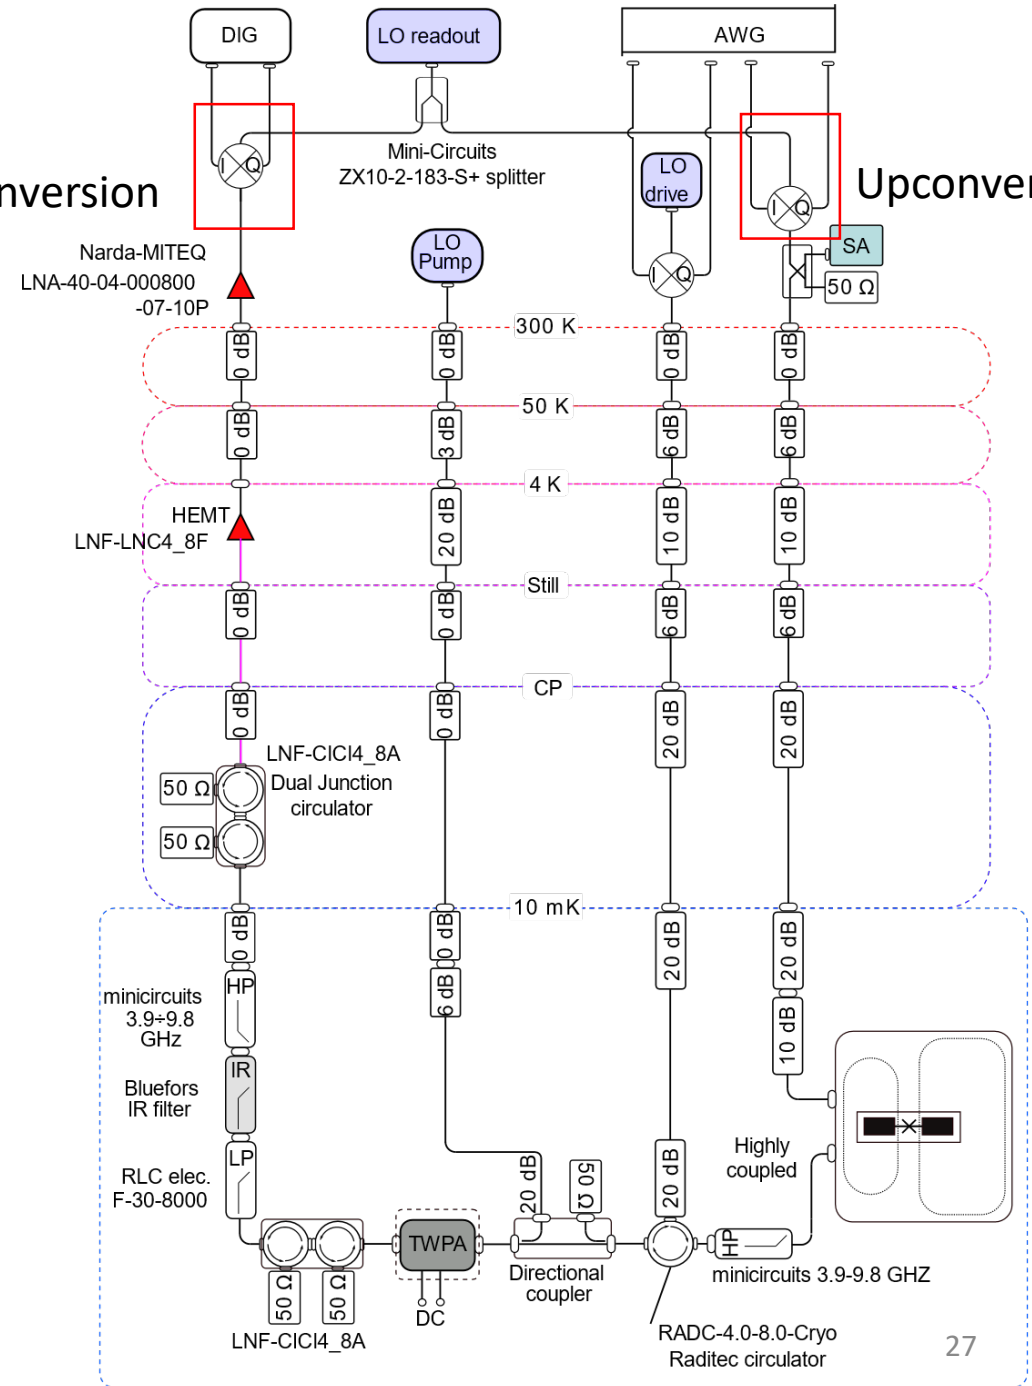 DIG
LO readout
AWG
Mini-Circuits
ZX10-2-183-S+ splitter
LO
drive
I Q
I Q
I Q
nversion
Upconver
Narda-MITEQ
LNA-40-04-000800
-07-10P
LO
Pump
SA
50 Ω
300 K
0 dB
0 dB
0 dB
0 dB
50 K
0 dB
3 dB
6 dB
6 dB
4 K
HEMT
LNF-LNC4_8F
20 dB
10 dB
10 dB
Still
0 dB
0 dB
6 dB
6 dB
CP
0 dB
0 dB
20 dB
20 dB
LNF-CICI4_8A
Dual Junction
circulator
50 Ω
50 Ω
10 mK
0 dB
0 dB
20 dB
20 dB
HP
minicircuits
3.9÷9.8
GHz
6 dB
10 dB
IR
Bluefors
IR filter
LP
RLC elec.
F-30-8000
20 dB
50 Ω
20 dB
Highly
coupled
TWPA
HP
50 Ω
50 Ω
DC
Directional
coupler
minicircuits 3.9-9.8 GHZ
LNF-CICI4_8A
RADC-4.0-8.0-Cryo
Raditec circulator
27